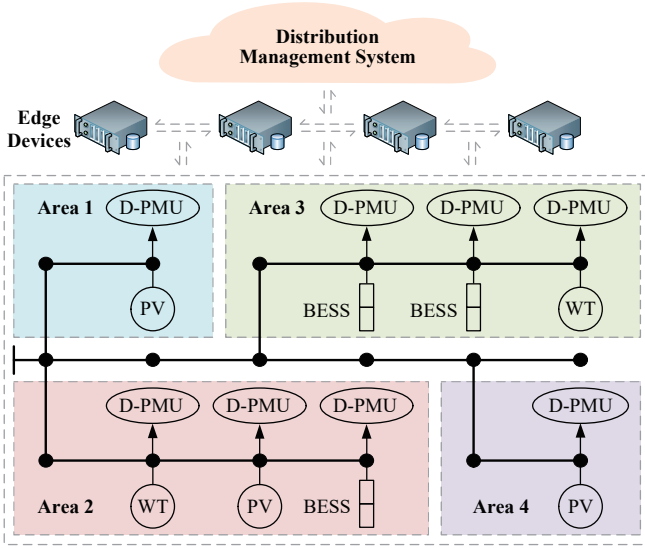 Distribution
Management System
Edge
Devices
Area 1
D-PMU
PV
Area 3
D-PMU
D-PMU
D-PMU
BESS
BESS
WT
D-PMU
D-PMU
D-PMU
Area 2
WT
PV
BESS
D-PMU
Area 4
PV